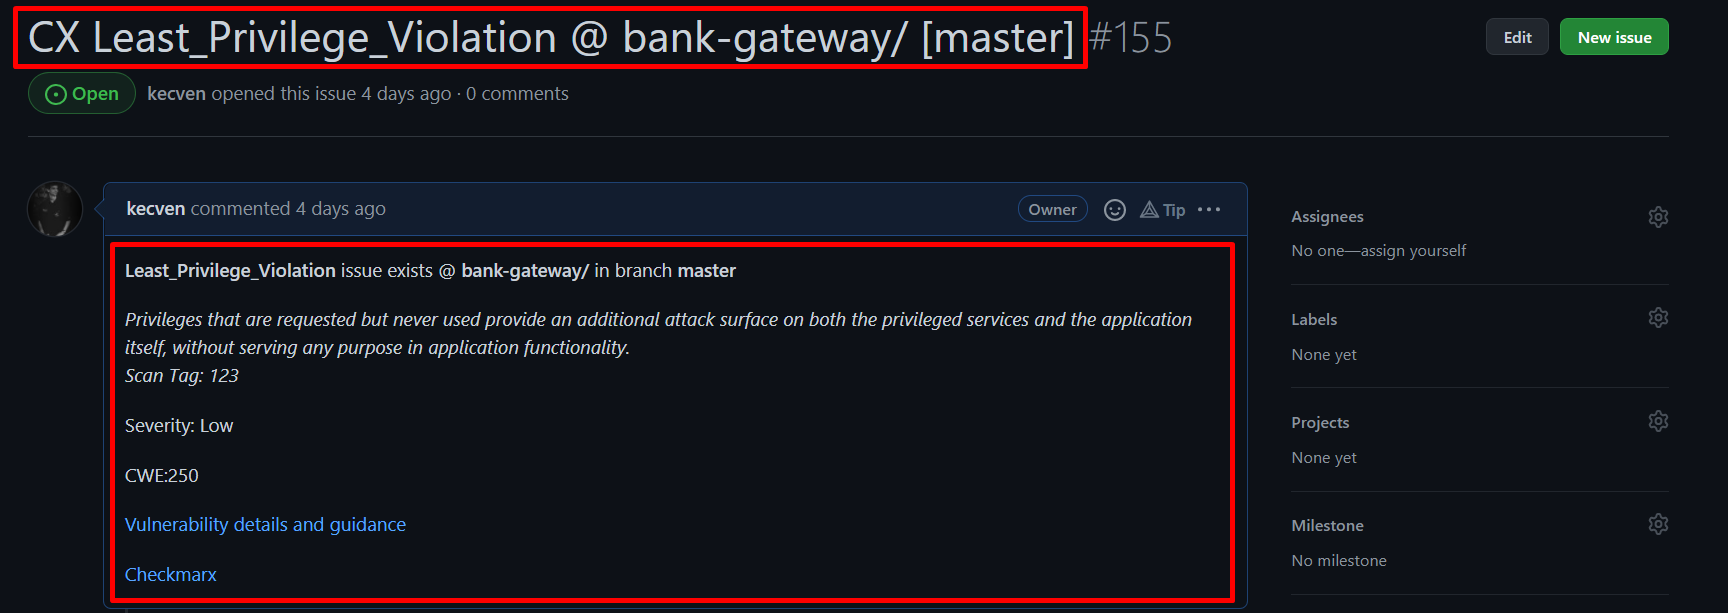 CX Least_Privilege_Violation @ bank-gateway/ [master] #155
Edit
New issue
Open
kecven opened this issue 4 days ago · 0 comments
kecven commented 4 days ago
Owner
Tip
Least_Privilege_Violation issue exists @ bank-gateway/ in branch master
Privileges that are requested but never used provide an additional attack surface on both the privileged services and the application
itself, without serving any purpose in application functionality.
Scan Tag: 123
Severity: Low
CWE:250
Vulnerability details and guidance
Checkmarx
Assignees
No one—assign yourself
Labels
None yet
Projects
None yet
Milestone
No milestone